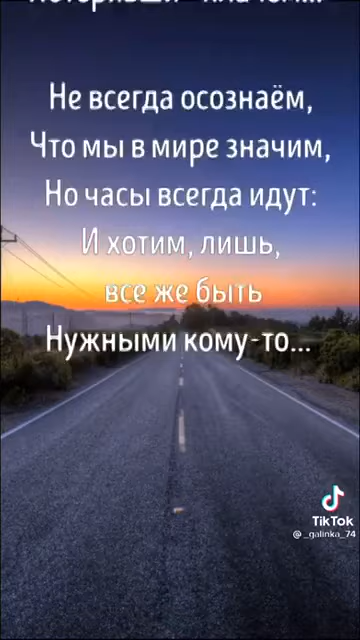 Не всегда осознаём,
Что мы в мире значим,
Но часы всегда идут:
И хотим, лишь,
все же быть
Нужными кому-то...
TikTok
@_galinka_74